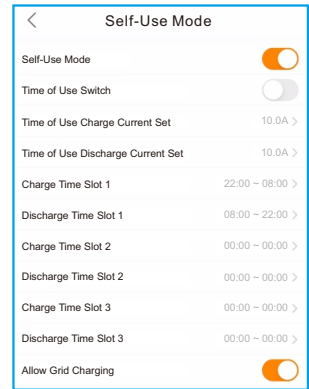 Self-Use Mode
Self-Use Mode
Time of Use Switch
Time of Use Charge Current Set 10.0A >
Time of Use Discharge Current Set 10.0A >
Charge Time Slot 1 22:00 ~ 08:00 >
Discharge Time Slot 1 08:00 ~ 22:00 >
Charge Time Slot 2 00:00 ~ 00:00 >
Discharge Time Slot 2 00:00 ~ 00:00 >
Charge Time Slot 3 00:00 ~ 00:00 >
Discharge Time Slot 3 00:00 ~ 00:00 >
Allow Grid Charging